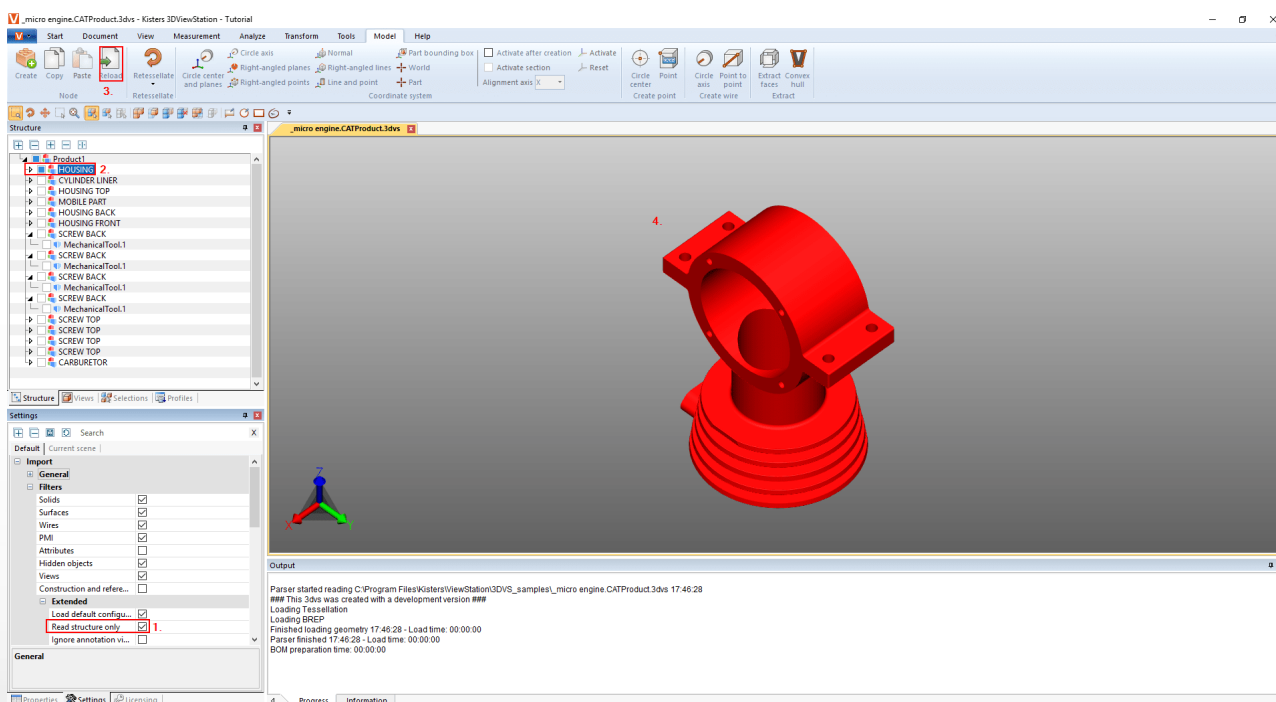 _micro engine.CATProduct.3dvs - Kisters 3DViewStation - Tutorial
Start Document View Measurement Analyze Transform Tools Model Help
Create Copy Paste Reload
3.
Node
Retessellate
Retessellate
Circle center and planes
Circle axis
Right-angled planes
Right-angled points
Normal
Right-angled lines
Line and point
Part bounding box
World
Part
Activate after creation
Activate section
Alignment axis X
Activate
Reset
Coordinate system
Circle center
Point
Create point
Circle axis
Point to point
Create wire
Extract faces
Convex hull
Extract
Structure
_micro engine.CATProduct.3dvs
Product1
HOUSING 2.
CYLINDER LINER
HOUSING TOP
MOBILE PART
HOUSING BACK
HOUSING FRONT
SCREW BACK
MechanicalTool.1
SCREW BACK
MechanicalTool.1
SCREW BACK
MechanicalTool.1
SCREW BACK
MechanicalTool.1
SCREW TOP
SCREW TOP
SCREW TOP
SCREW TOP
CARBURETOR
Structure Views Selections Profiles
4.
Z
X
Y
Settings
Search X
Default Current scene
Import
General
Filters
Solids
Surfaces
Wires
PMI
Attributes
Hidden objects
Views
Construction and refere...
Extended
Load default configu...
Read structure only 1.
Ignore annotation vi...
General
Properties Settings Licensing
Output
Parser started reading C:\Program Files\Kisters\ViewStation\3DVS_samples\_micro engine.CATProduct.3dvs 17:46:28
### This 3dvs was created with a development version ###
Loading Tessellation
Loading BREP
Finished loading geometry 17:46:28 - Load time: 00:00:00
Parser finished 17:46:28 - Load time: 00:00:00
BOM preparation time: 00:00:00
Progress Information